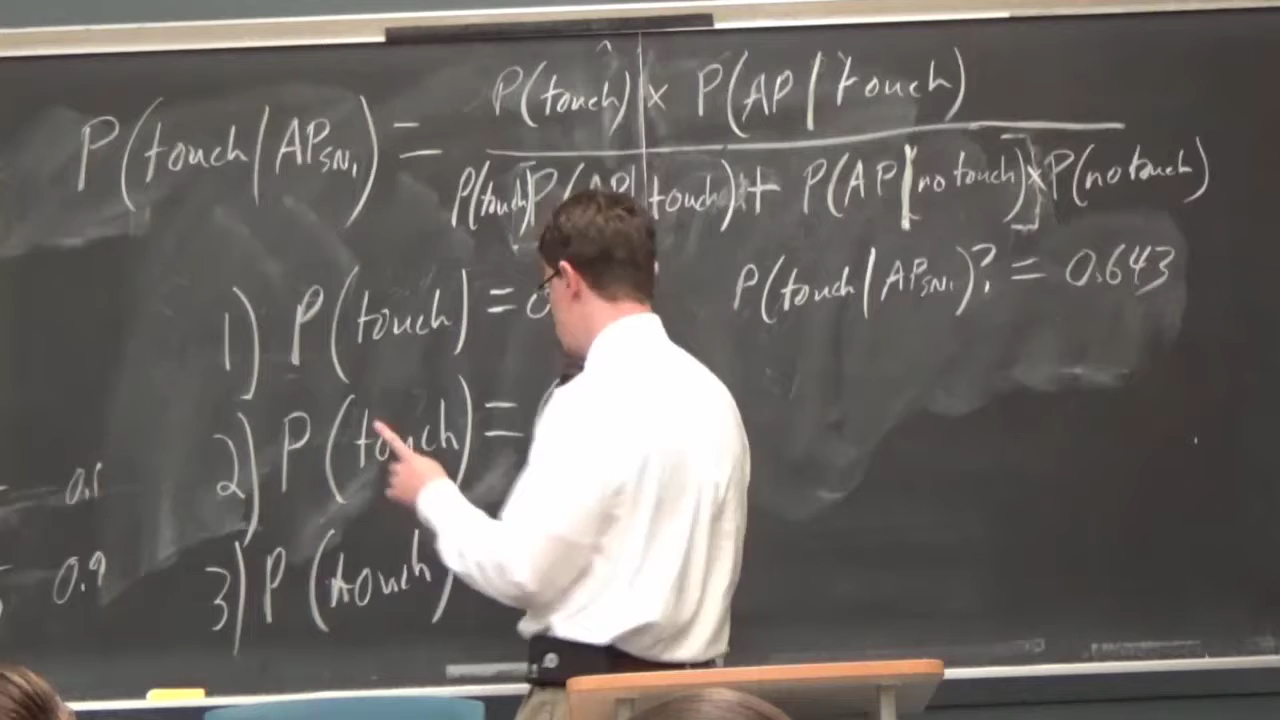 P(touch) x P(AP | touch)
P(touch | AP_SN₁) =
P(touch)P(AP | touch) + P(AP | no touch)] x P(no touch)
P(touch | AP_SN₁)? = 0.643
1) P(touch) = 0
2) P(touch) =
3) P(touch)
0.1
0.9